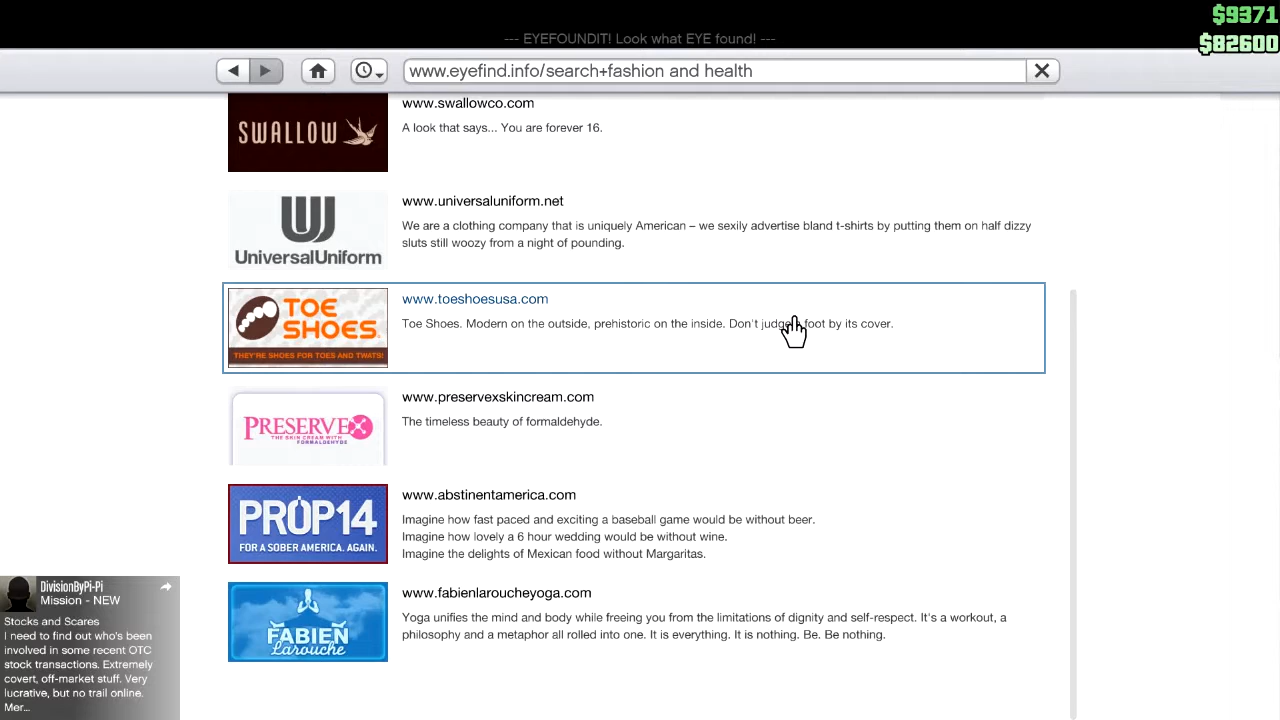 $9371
--- EYEFOUNDIT! Look what EYE found! ---
$82600
www.eyefind.info/search+fashion and health
SWALLOW
www.swallowco.com
A look that says... You are forever 16.
UniversalUniform
www.universaluniform.net
We are a clothing company that is uniquely American – we sexily advertise bland t-shirts by putting them on half dizzy
sluts still woozy from a night of pounding.
TOE
SHOES
THEY'RE SHOES FOR TOES AND TWATS!
www.toeshoesusa.com
Toe Shoes. Modern on the outside, prehistoric on the inside. Don't judge foot by its cover.
PRESERVEX
THE SKIN CREAM WITH
FORMALDEHYDE
www.preservexskincream.com
The timeless beauty of formaldehyde.
PROP14
FOR A SOBER AMERICA. AGAIN.
www.abstinentamerica.com
Imagine how fast paced and exciting a baseball game would be without beer.
Imagine how lovely a 6 hour wedding would be without wine.
Imagine the delights of Mexican food without Margaritas.
FABIEN
Larouche
www.fabienlaroucheyoga.com
Yoga unifies the mind and body while freeing you from the limitations of dignity and self-respect. It's a workout, a
philosophy and a metaphor all rolled into one. It is everything. It is nothing. Be. Be nothing.
DivisionByPi-Pi
Mission - NEW
Stocks and Scares
I need to find out who's been
involved in some recent OTC
stock transactions. Extremely
covert, off-market stuff. Very
lucrative, but no trail online.
Mer...